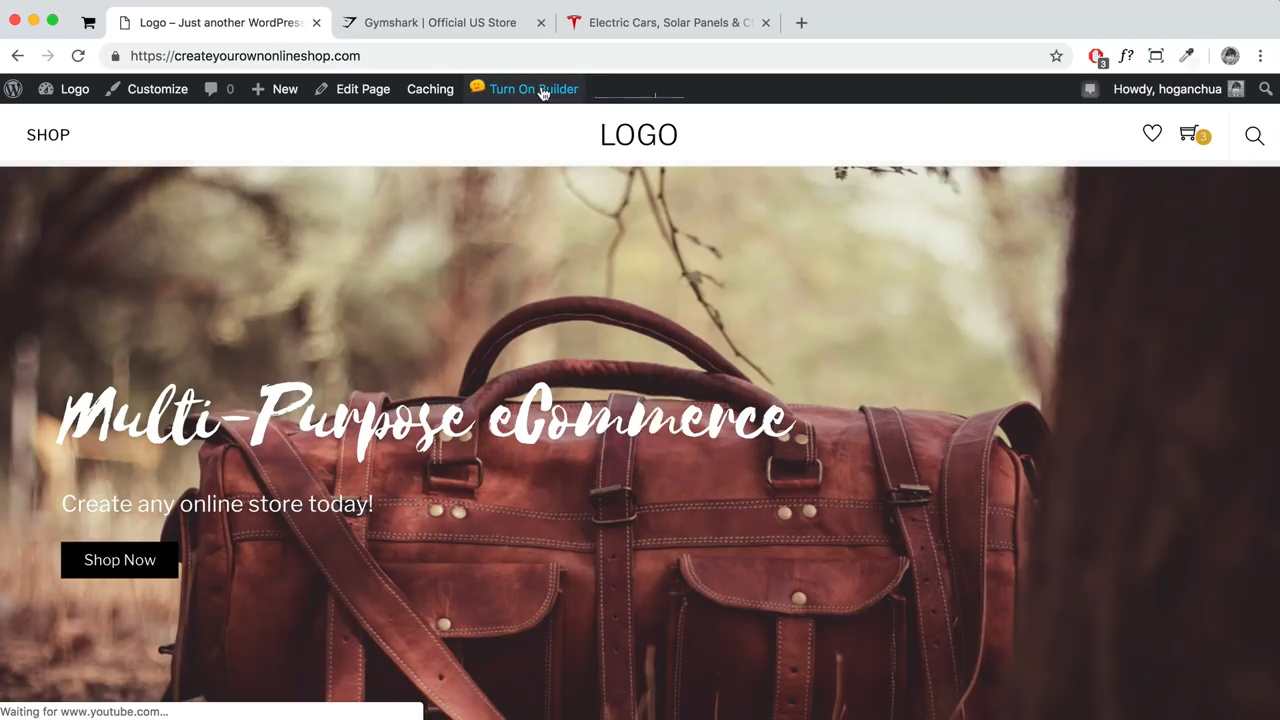 Logo – Just another WordPress
Gymshark | Official US Store
Electric Cars, Solar Panels & Cl
https://createyourownonlineshop.com
f?
3
Logo
Customize
0
New
Edit Page
Caching
Turn On Builder
Howdy, hoganchua
SHOP
LOGO
3
Multi-Purpose eCommerce
Create any online store today!
Shop Now
Waiting for www.youtube.com...